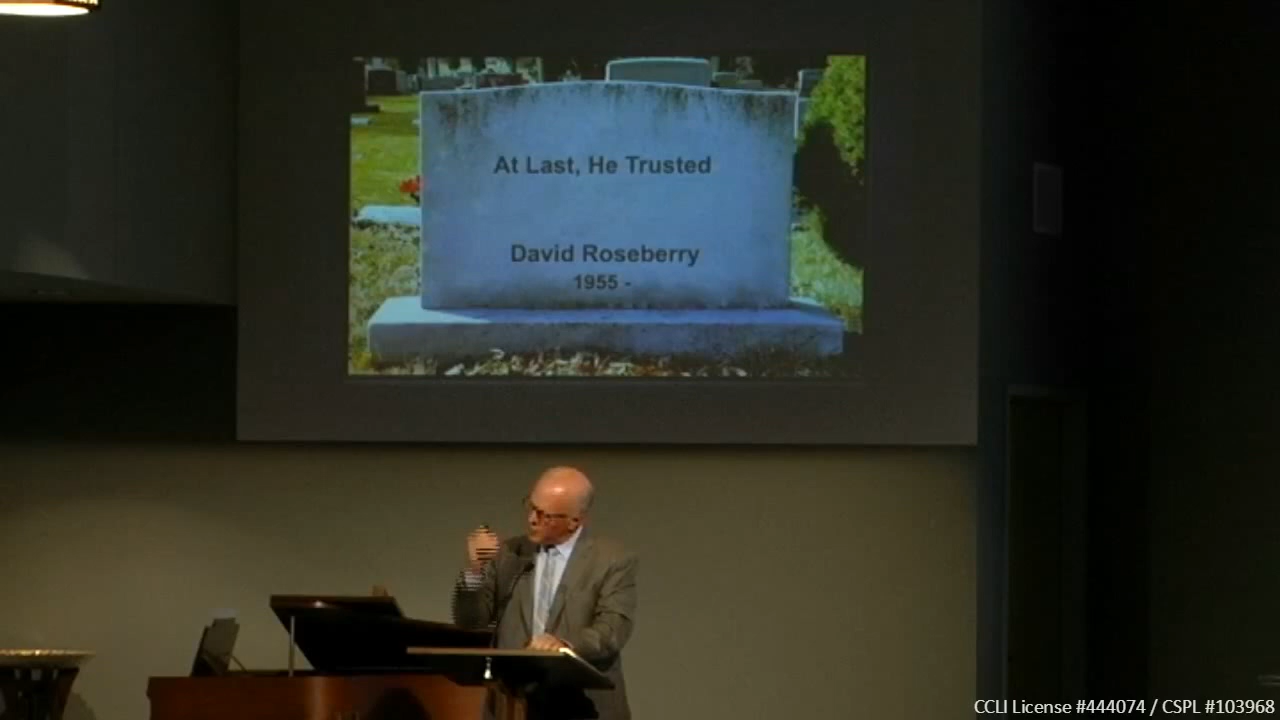 At Last, He Trusted
David Roseberry
1955 -
CCLI License #444074 / CSPL #103968